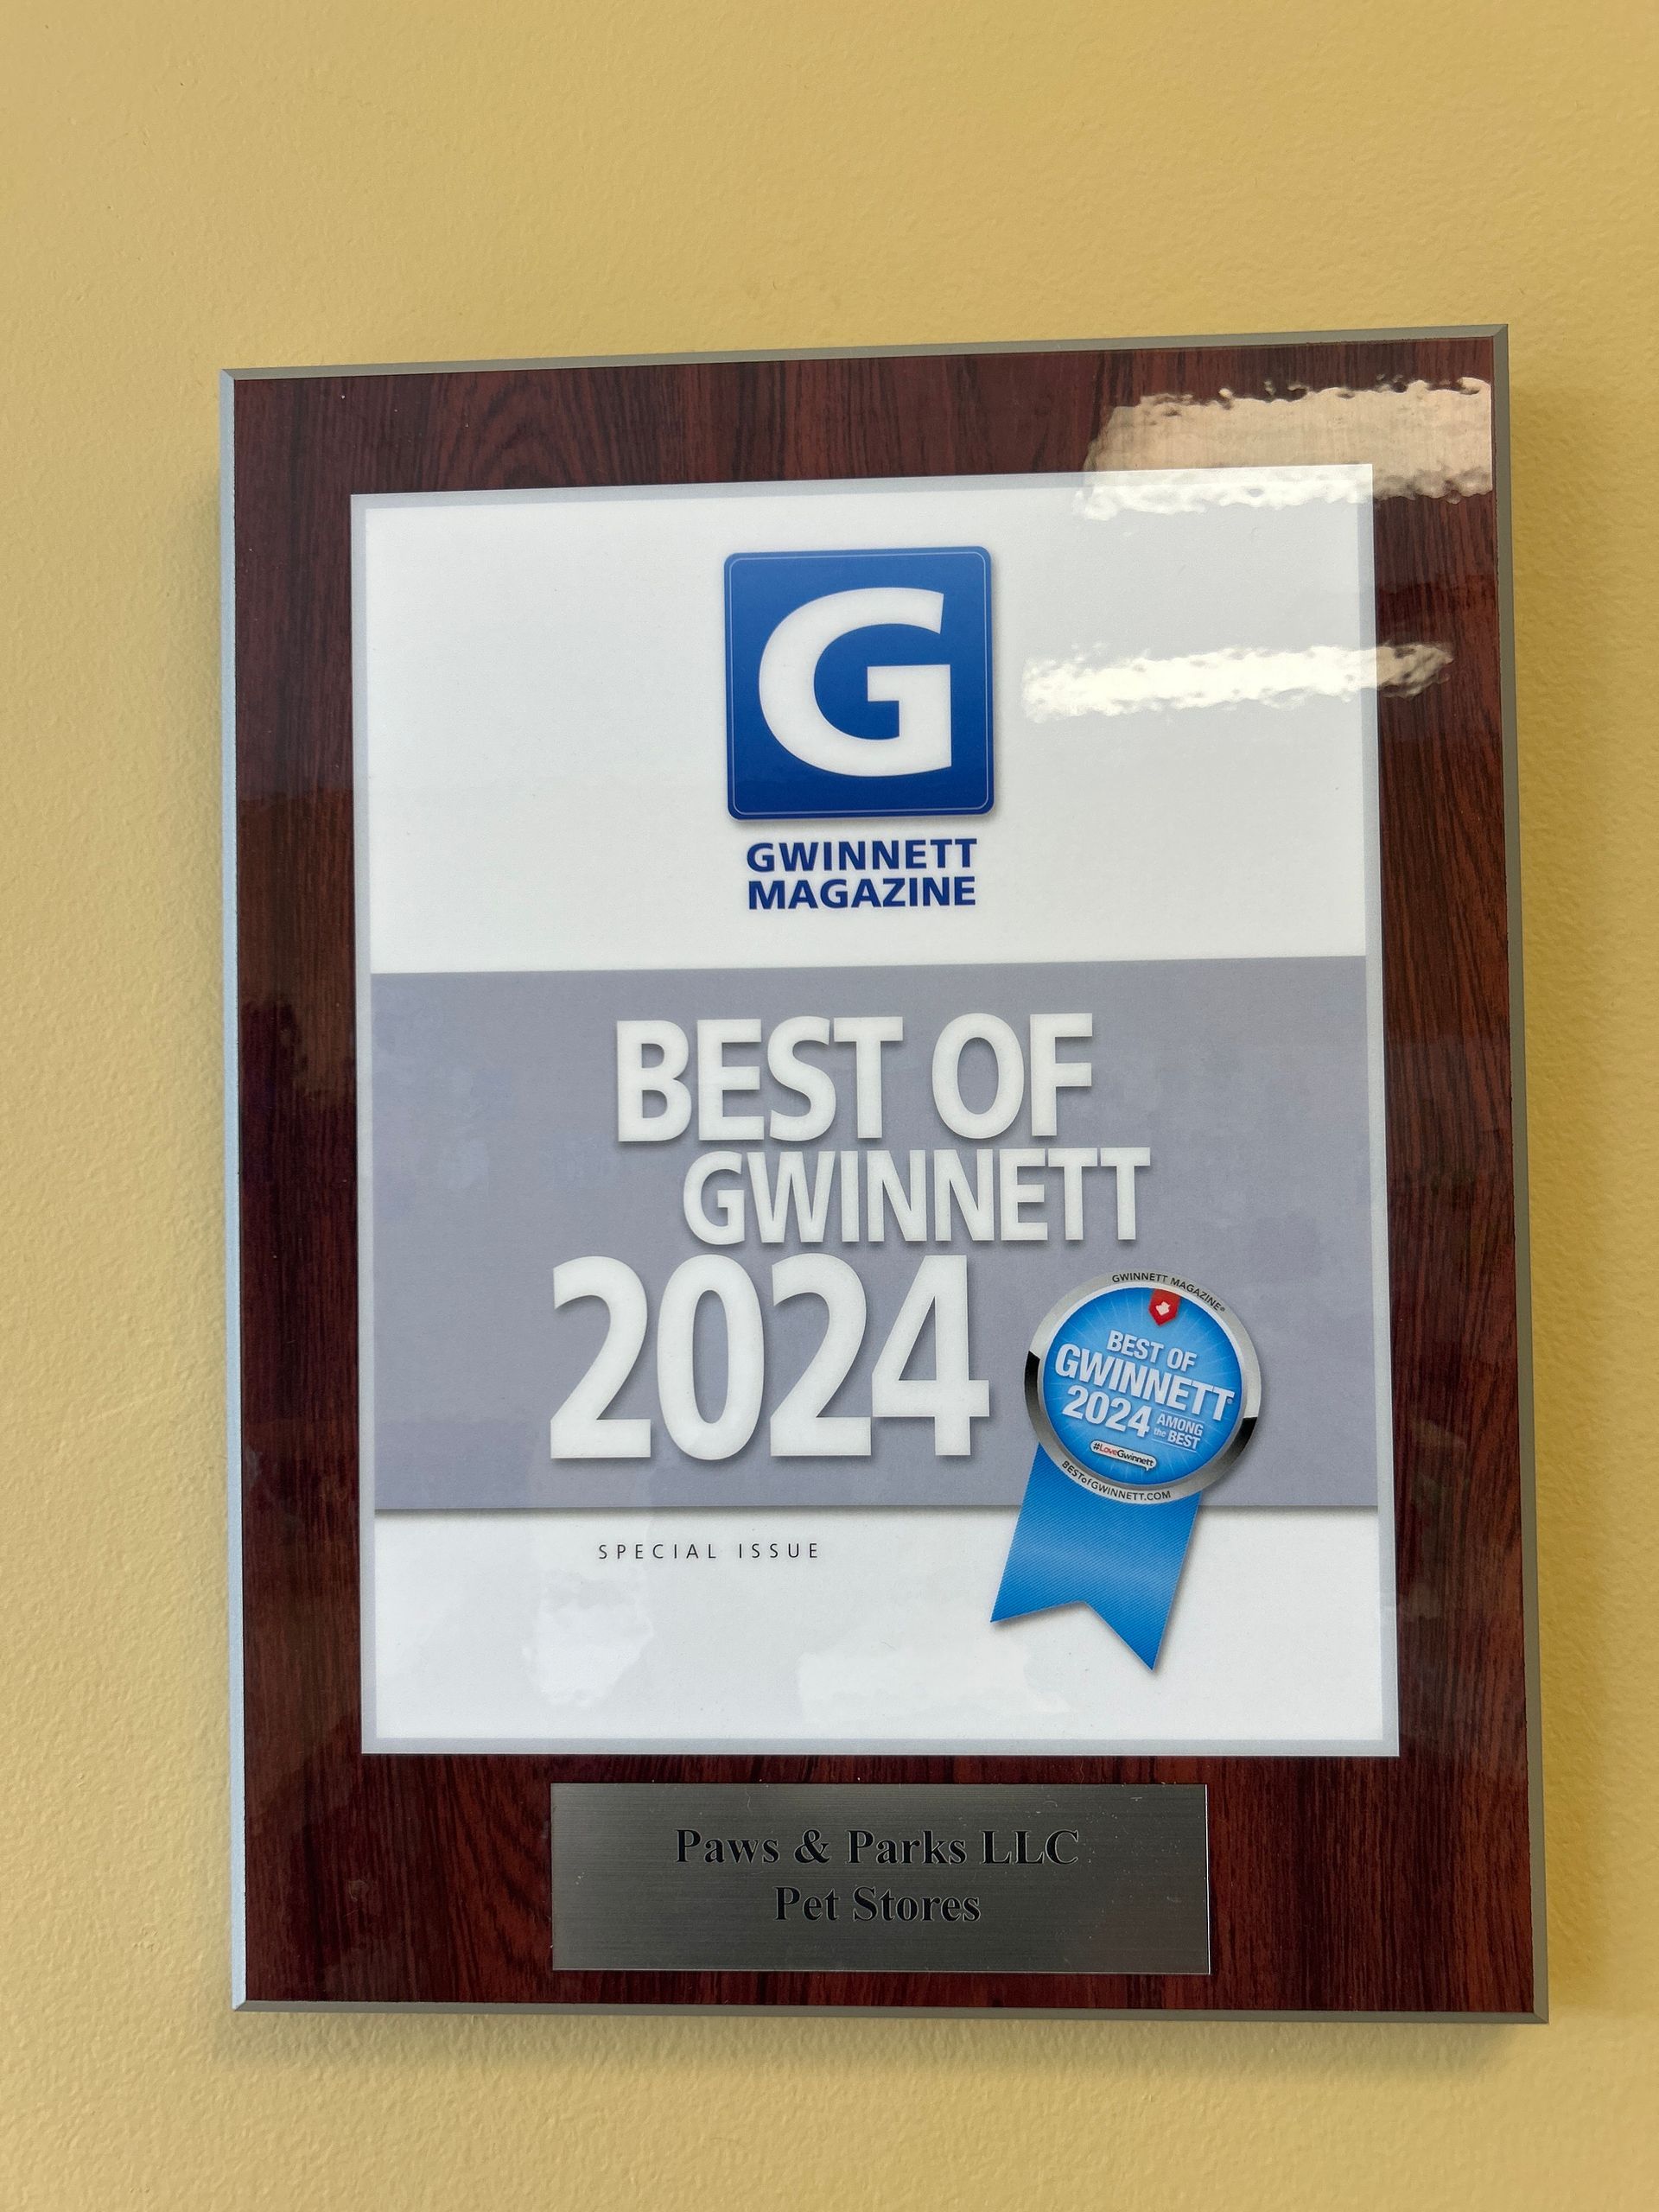 G
GWINNETT
MAGAZINE
BEST OF
GWINNETT
2024
GWINNETT MAGAZINE®
BEST OF
GWINNETT
2024 AMONG
the BEST
#LoveGwinnett
BESTofGWINNETT.COM
SPECIAL ISSUE
Paws & Parks LLC
Pet Stores